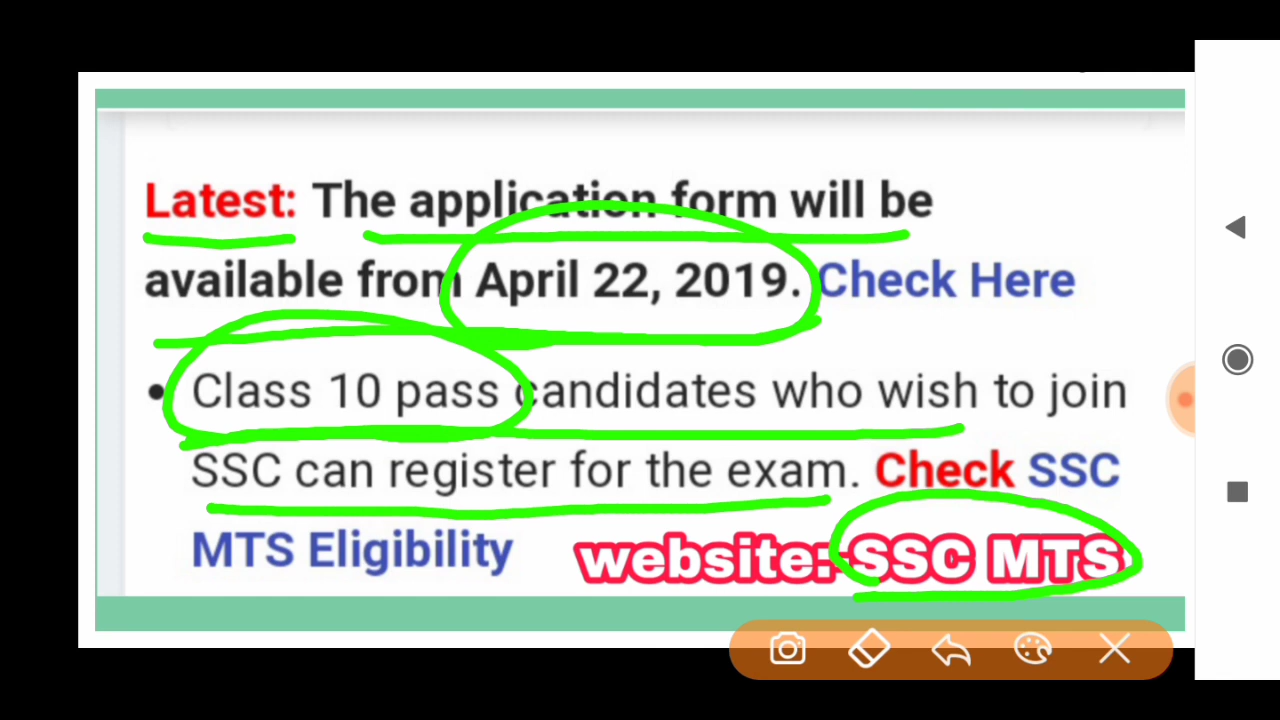 Latest: The application form will be
available from April 22, 2019. Check Here
• Class 10 pass candidates who wish to join
SSC can register for the exam. Check SSC
MTS Eligibility website:-SSC MTS